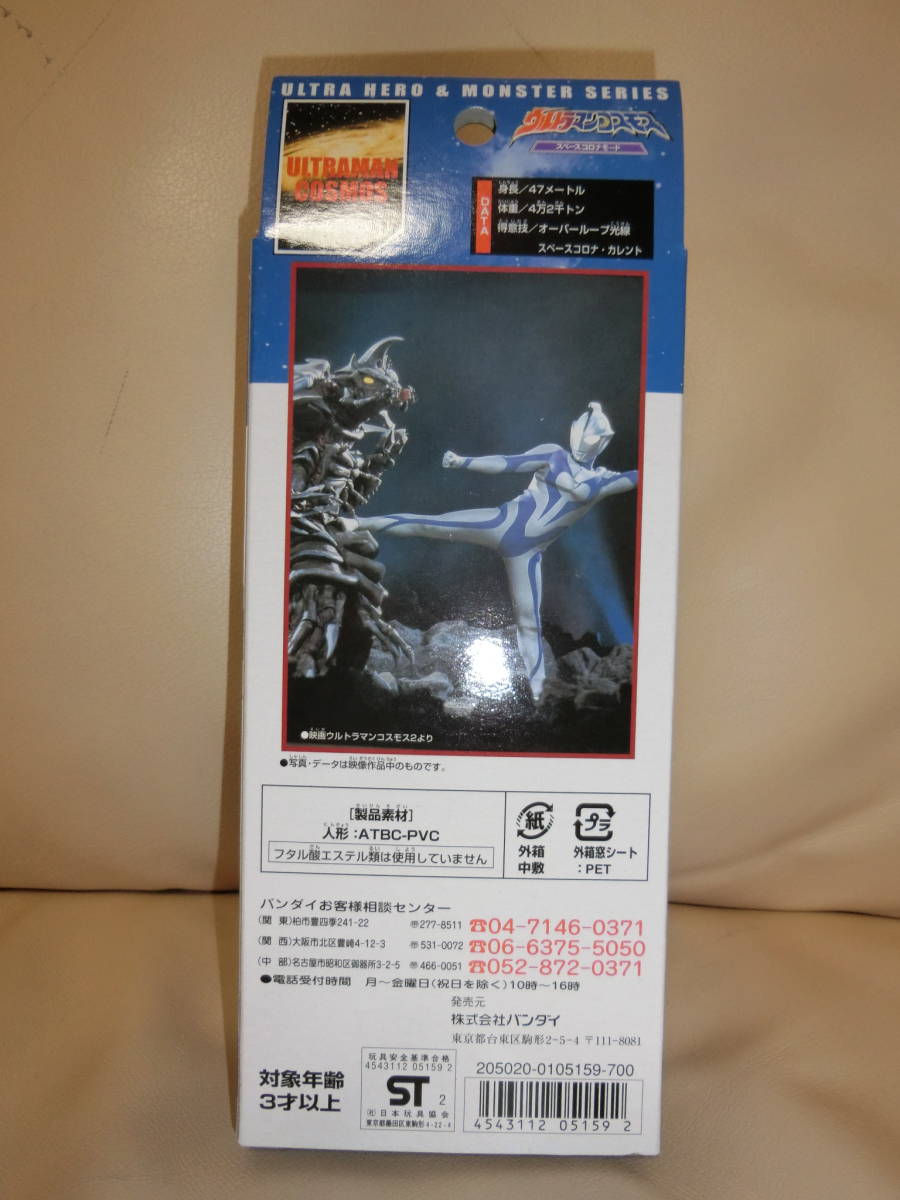 ULTRA HERO & MONSTER SERIES
ULTRAMAN
COSMOS
ウルトラマンコスモス
スペースコロナモード
DATA
身長/47メートル
体重/4万2千トン
得意技/オーバーループ光線
スペースコロナ・カレント
●映画ウルトラマンコスモス2より
●写真・データは映像作品中のものです。
[製品素材]
人形:ATBC-PVC
フタル酸エステル類は使用していません
紙
外箱
中敷
プラ
外箱窓シート
:PET
バンダイお客様相談センター
(関 東)柏市豊四季241-22 〒277-8511 ☎04-7146-0371
(関 西)大阪市北区豊崎4-12-3 〒531-0072 ☎06-6375-5050
(中 部)名古屋市昭和区御器所3-2-5 〒466-0051 ☎052-872-0371
●電話受付時間 月〜金曜日(祝日を除く)10時〜16時
発売元
株式会社バンダイ
東京都台東区駒形2-5-4 〒111-8081
対象年齢
3才以上
玩具安全基準合格
4543112 05159 2
ST 2
(社)日本玩具協会
東京都墨田区東駒形4-22-4
205020-0105159-700
4543112 051592